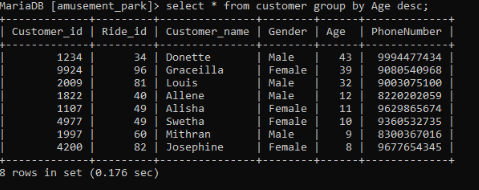 MariaDB [amusement_park]> select * from customer group by Age desc;
+-------------+---------+---------------+--------+------+-------------+
| Customer_id | Ride_id | Customer_name | Gender | Age | PhoneNumber |
+-------------+---------+---------------+--------+------+-------------+
| 1234 | 34 | Donette | Male | 43 | 9994477434 |
| 9924 | 96 | Graceilla | Female | 39 | 9080540968 |
| 2009 | 81 | Louis | Male | 32 | 9003075100 |
| 1822 | 40 | Allene | Male | 12 | 8220202059 |
| 1107 | 49 | Alisha | Female | 11 | 9629865674 |
| 4977 | 49 | Swetha | Female | 10 | 9360532735 |
| 1997 | 60 | Mithran | Male | 9 | 8300367016 |
| 4200 | 82 | Josephine | Female | 8 | 9677654345 |
+-------------+---------+---------------+--------+------+-------------+
8 rows in set (0.176 sec)